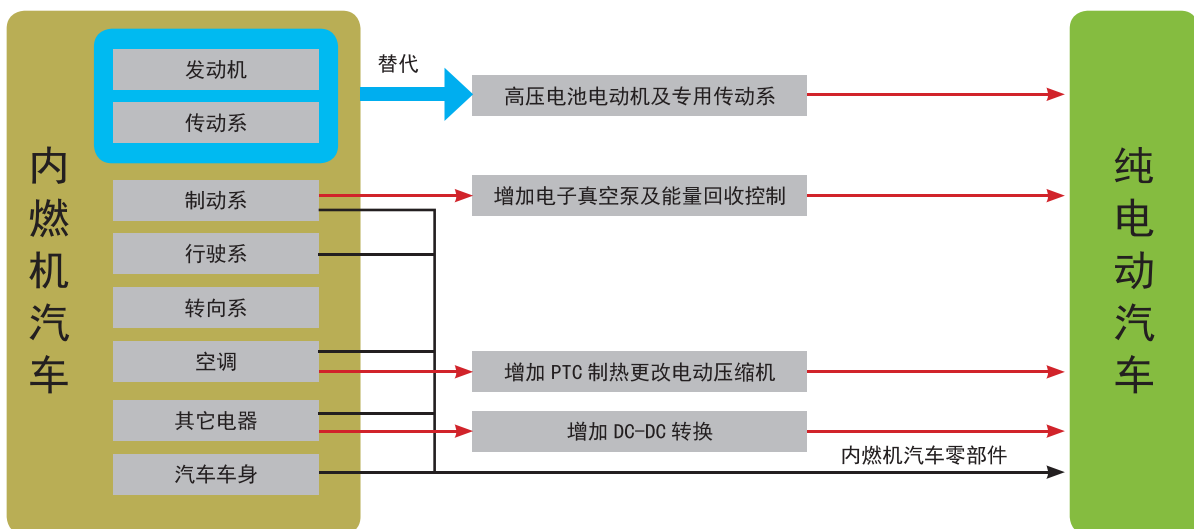 内燃机汽车
发动机
传动系
制动系
行驶系
转向系
空调
其它电器
汽车车身
替代
高压电池电动机及专用传动系
增加电子真空泵及能量回收控制
增加 PTC 制热更改电动压缩机
增加 DC-DC 转换
内燃机汽车零部件
纯电动汽车